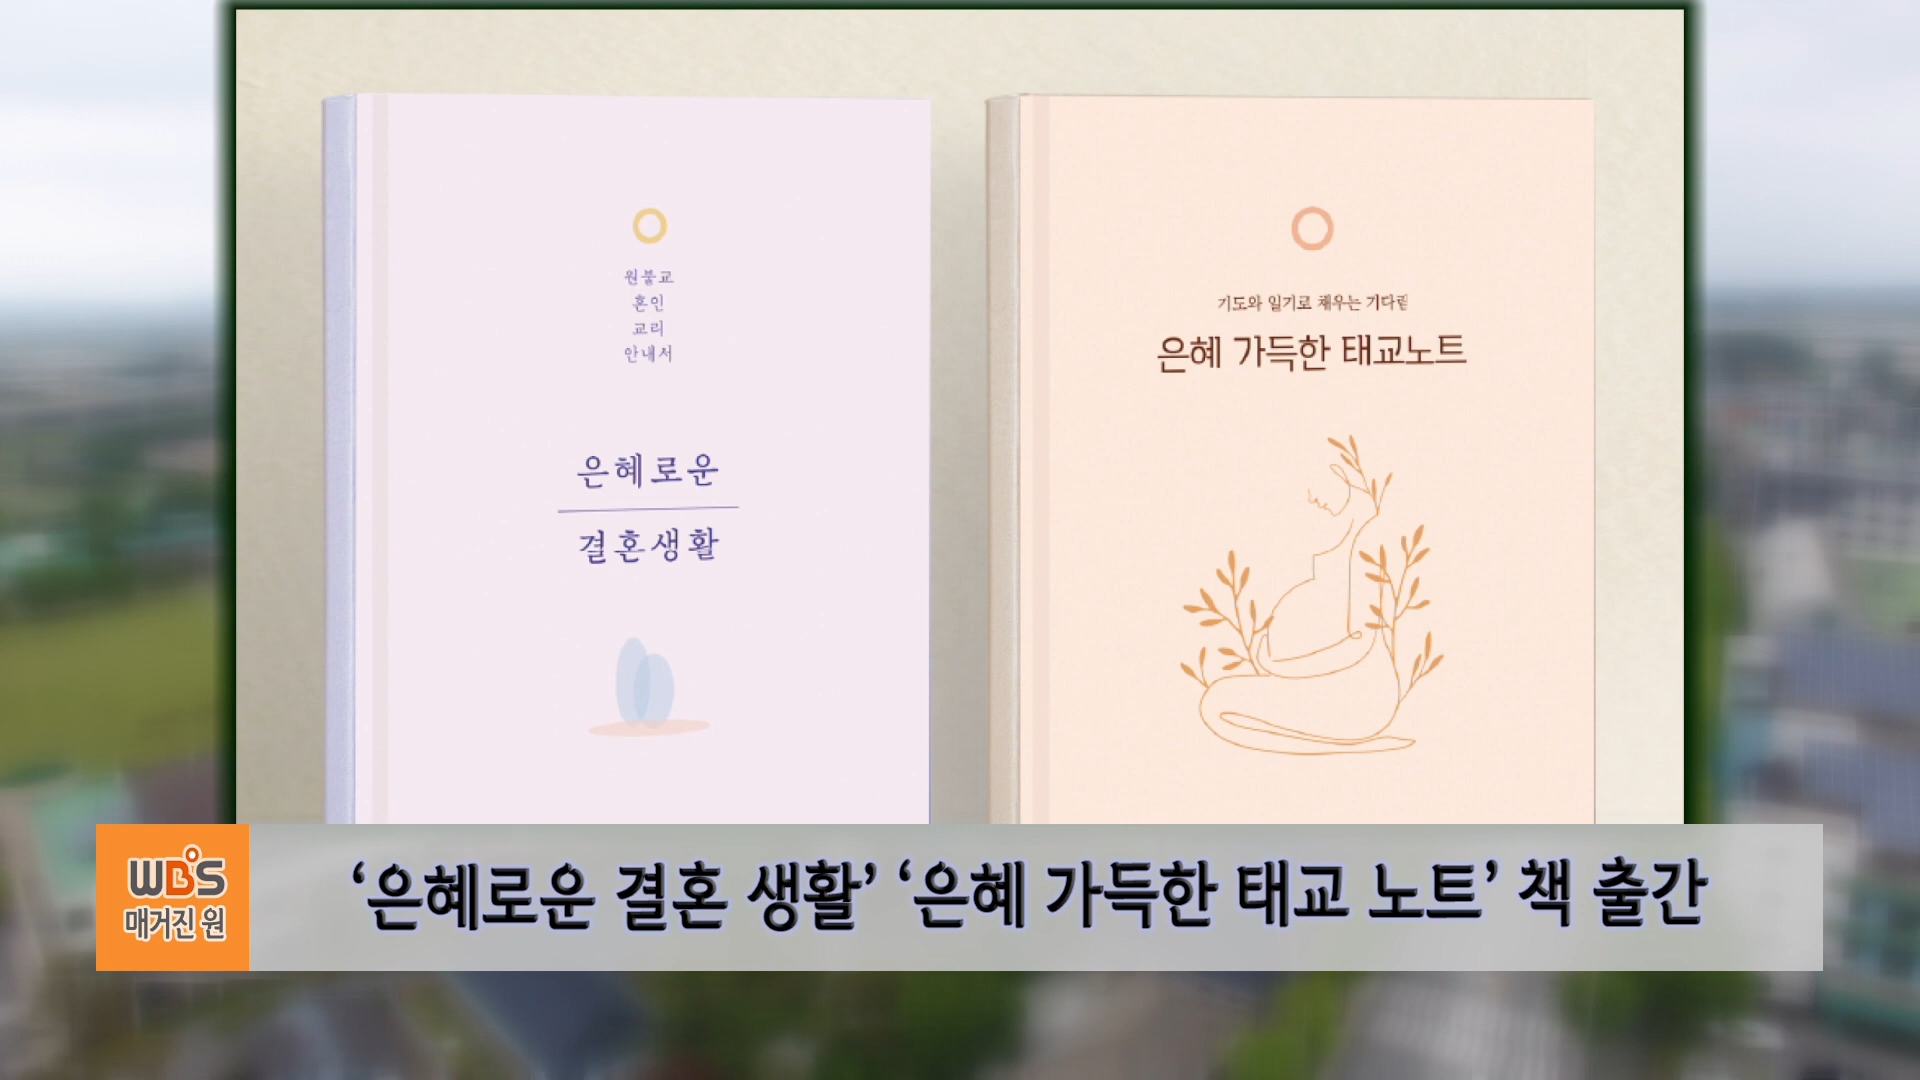 원불교
혼인
교리
안내서
은혜로운
결혼생활
기도와 일기로 채우는 기다림
은혜 가득한 태교노트
WBS
매거진 원
‘은혜로운 결혼 생활’ ‘은혜 가득한 태교 노트’ 책 출간